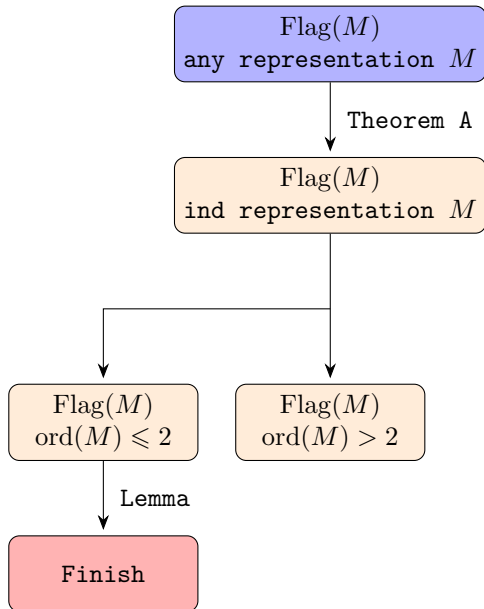 Flag(M)
any representation M
Theorem A
Flag(M)
ind representation M
Flag(M)
ord(M) ⩽ 2
Flag(M)
ord(M) > 2
Lemma
Finish